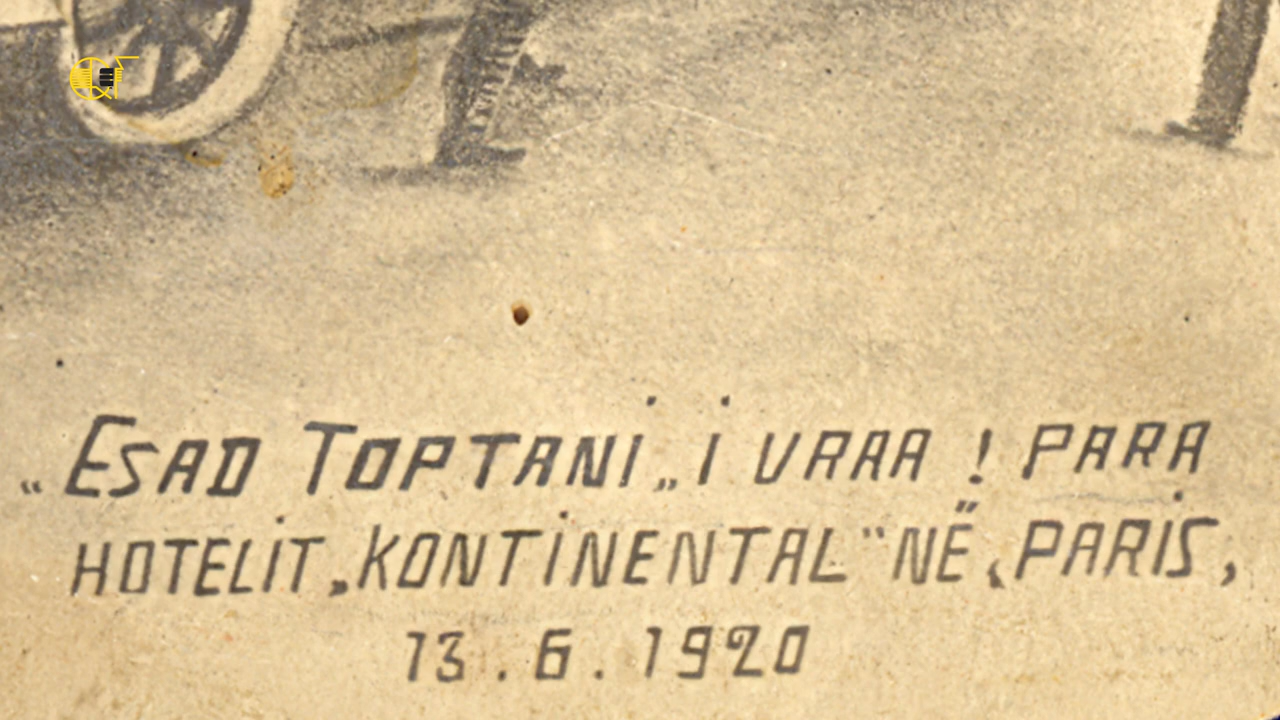 „ESAD TOPTANI„ I VRAA ! PARA
HOTELIT „KONTINENTAL" NË „PARIS,
13.6.1920